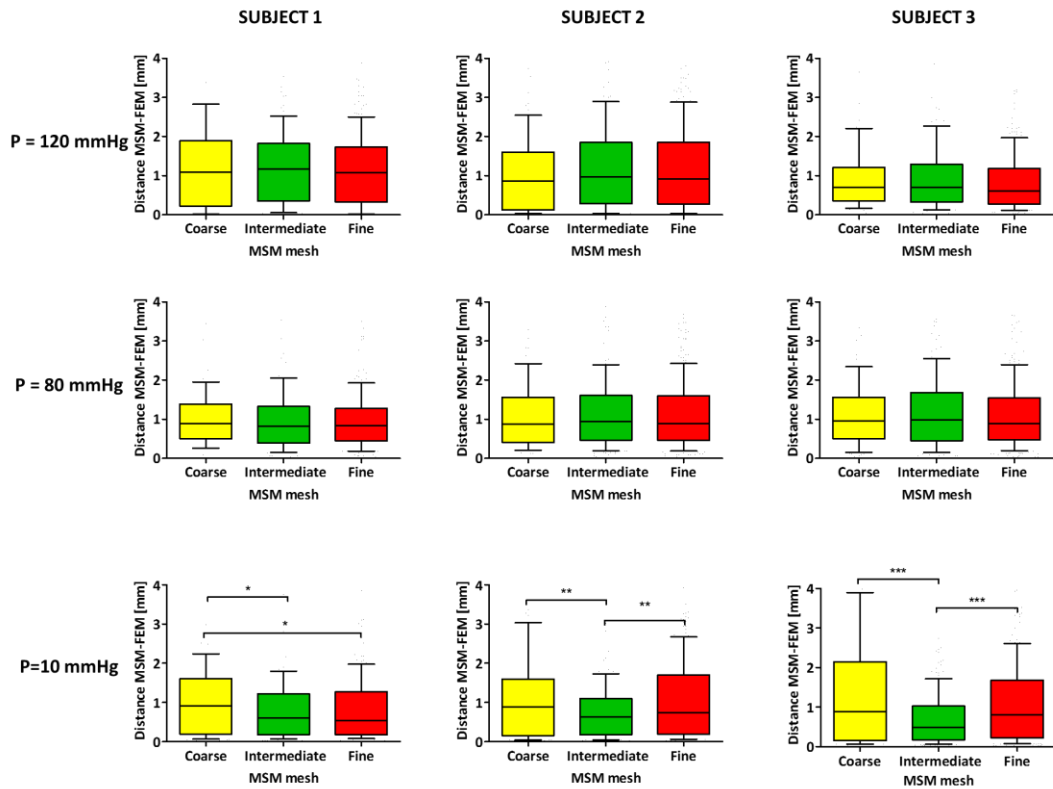 SUBJECT 1 SUBJECT 2 SUBJECT 3
P = 120 mmHg
Distance MSM-FEM [mm]
4
3
2
1
0
Coarse Intermediate Fine
MSM mesh
Distance MSM-FEM [mm]
4
3
2
1
0
Coarse Intermediate Fine
MSM mesh
Distance MSM-FEM [mm]
4
3
2
1
0
Coarse Intermediate Fine
MSM mesh
P = 80 mmHg
Distance MSM-FEM [mm]
4
3
2
1
0
Coarse Intermediate Fine
MSM mesh
Distance MSM-FEM [mm]
4
3
2
1
0
Coarse Intermediate Fine
MSM mesh
Distance MSM-FEM [mm]
4
3
2
1
0
Coarse Intermediate Fine
MSM mesh
P=10 mmHg
Distance MSM-FEM [mm]
4
3
2
1
0
*
*
Coarse Intermediate Fine
MSM mesh
Distance MSM-FEM [mm]
4
3
2
1
0
**
**
Coarse Intermediate Fine
MSM mesh
Distance MSM-FEM [mm]
4
3
2
1
0
***
***
Coarse Intermediate Fine
MSM mesh